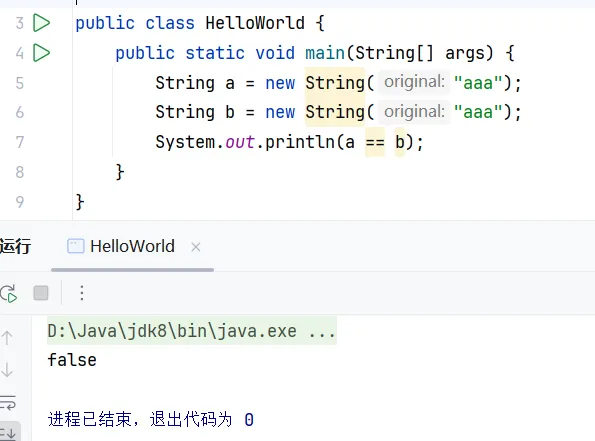 3 public class HelloWorld {
4 public static void main(String[] args) {
5 String a = new String( original: "aaa");
6 String b = new String( original: "aaa");
7 System.out.println(a == b);
8 }
9 }
运行 HelloWorld ×
D:\Java\jdk8\bin\java.exe ...
false
进程已结束，退出代码为 0